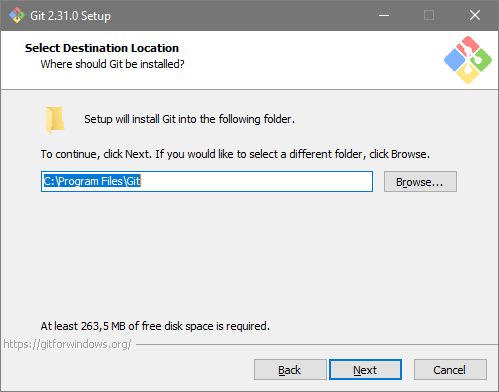 Git 2.31.0 Setup
Select Destination Location
Where should Git be installed?
Setup will install Git into the following folder.
To continue, click Next. If you would like to select a different folder, click Browse.
C:\Program Files\Git
Browse...
At least 263,5 MB of free disk space is required.
https://gitforwindows.org/
Back
Next
Cancel